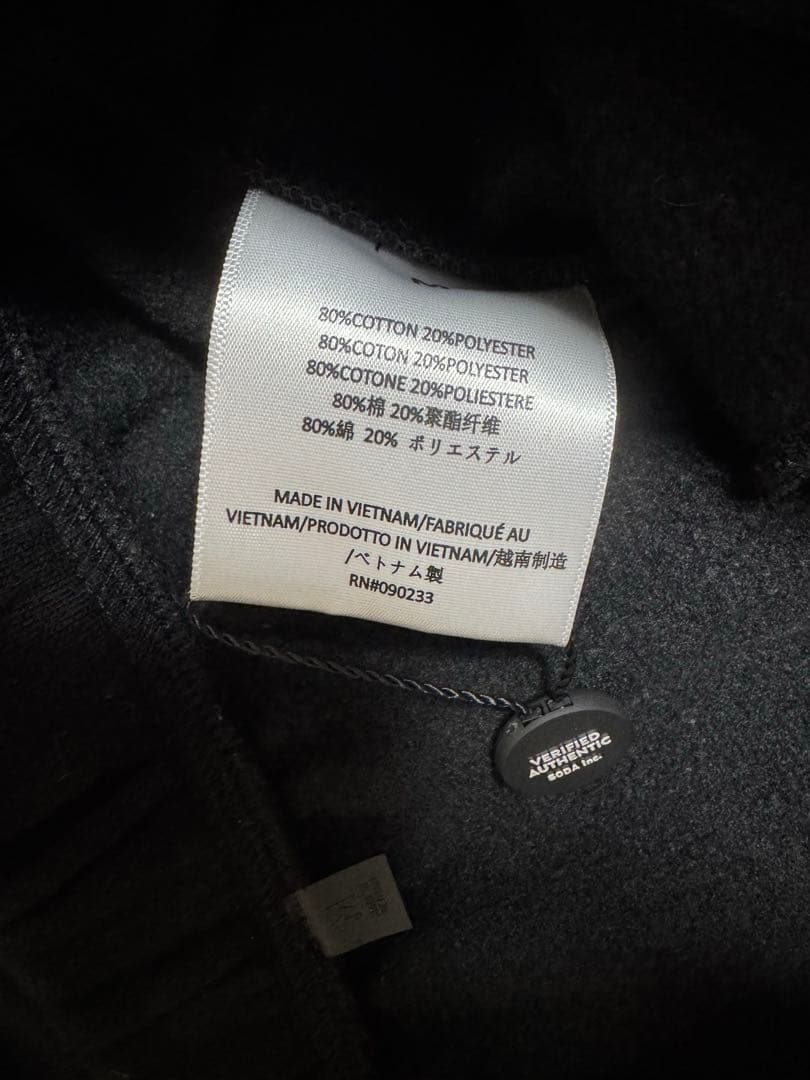 80%COTTON 20%POLYESTER
80%COTON 20%POLYESTER
80%COTONE 20%POLIESTERE
80%棉 20%聚酯纤维
80%綿 20% ポリエステル
MADE IN VIETNAM/FABRIQUÉ AU
VIETNAM/PRODOTTO IN VIETNAM/越南制造
/ベトナム製
RN#090233
VERIFIED
AUTHENTIC
SODA Inc.